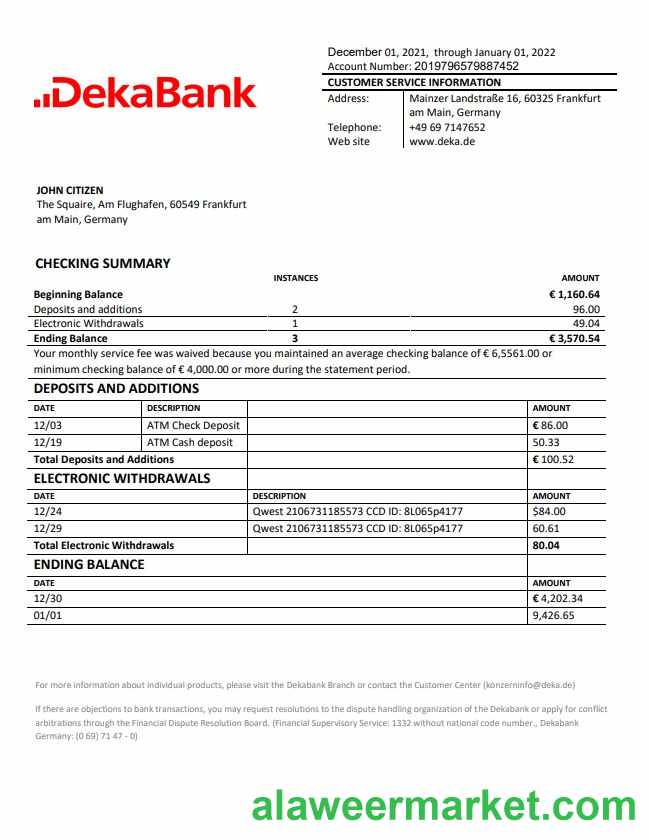 December 01, 2021, through January 01, 2022
Account Number: 2019796579887452
CUSTOMER SERVICE INFORMATION
Address: Mainzer Landstraße 16, 60325 Frankfurt
am Main, Germany
Telephone: +49 69 7147652
Web site www.deka.de
DekaBank
JOHN CITIZEN
The Squaire, Am Flughafen, 60549 Frankfurt
am Main, Germany
CHECKING SUMMARY
INSTANCES AMOUNT
Beginning Balance € 1,160.64
Deposits and additions 2 96.00
Electronic Withdrawals 1 49.04
Ending Balance 3 € 3,570.54
Your monthly service fee was waived because you maintained an average checking balance of € 6,5561.00 or
minimum checking balance of € 4,000.00 or more during the statement period.
DEPOSITS AND ADDITIONS
DATE DESCRIPTION AMOUNT
12/03 ATM Check Deposit € 86.00
12/19 ATM Cash deposit 50.33
Total Deposits and Additions € 100.52
ELECTRONIC WITHDRAWALS
DATE DESCRIPTION AMOUNT
12/24 Qwest 2106731185573 CCD ID: 8L065p4177 $84.00
12/29 Qwest 2106731185573 CCD ID: 8L065p4177 60.61
Total Electronic Withdrawals 80.04
ENDING BALANCE
DATE AMOUNT
12/30 € 4,202.34
01/01 9,426.65
For more information about individual products, please visit the Dekabank Branch or contact the Customer Center (konzerninfo@deka.de)
If there are objections to bank transactions, you may request resolutions to the dispute handling organization of the Dekabank or apply for conflict
arbitrations through the Financial Dispute Resolution Board. (Financial Supervisory Service: 1332 without national code number., Dekabank
Germany: (0 69) 71 47 - 0)
alaweermarket.com